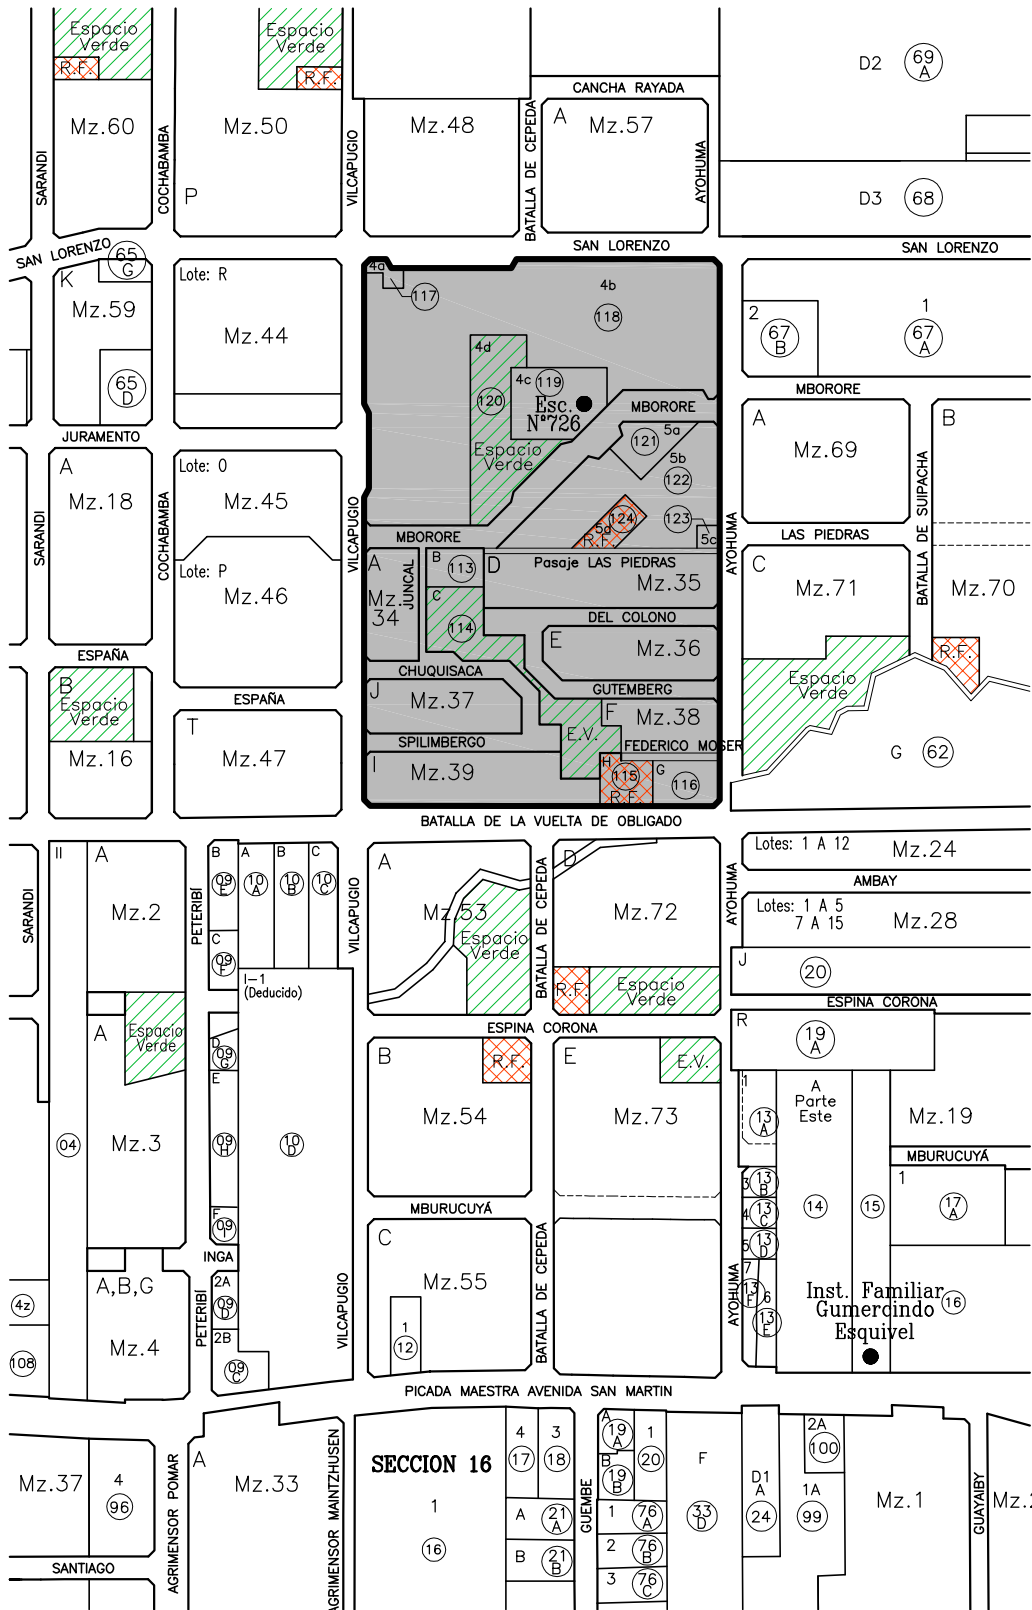 Espacio
Verde
R.F.
Mz.60
SARANDI
COCHABAMBA
Espacio
Verde
R.F.
Mz.50
P
VILCAPUGIO
Mz.48
BATALLA DE CEPEDA
CANCHA RAYADA
A
Mz.57
AYOHUMA
D2
69
A
D3
68
SAN LORENZO
SAN LORENZO
SAN LORENZO
65
G
K
Mz.59
65
D
Lote: R
Mz.44
4a
117
4b
118
4d
120
4c
119
Esc.
N°726
Espacio
Verde
MBORORE
121
5a
5b
122
124
5d
R.F.
123
5c
2
67
B
1
67
A
MBORORE
JURAMENTO
A
Mz.18
SARANDI
COCHABAMBA
Lote: O
Mz.45
Lote: P
Mz.46
VILCAPUGIO
MBORORE
A
Mz.
34
JUNCAL
B
113
C
114
D
Pasaje LAS PIEDRAS
Mz.35
DEL COLONO
E
Mz.36
CHUQUISACA
J
Mz.37
GUTEMBERG
F
Mz.38
E.V.
SPILIMBERGO
FEDERICO MOSER
I
Mz.39
H
115
R.F.
G
116
AYOHUMA
A
Mz.69
B
BATALLA DE SUIPACHA
LAS PIEDRAS
C
Mz.71
Mz.70
R.F.
Espacio
Verde
G
62
ESPAÑA
B
Espacio
Verde
Mz.16
ESPAÑA
T
Mz.47
BATALLA DE LA VUELTA DE OBLIGADO
II
A
Mz.2
SARANDI
PETERIBÍ
B
09
E
A
10
A
B
10
B
C
10
C
C
09
F
I-1
(Deducido)
VILCAPUGIO
A
Mz.53
Espacio
Verde
BATALLA DE CEPEDA
D
Mz.72
R.F.
Espacio
Verde
AYOHUMA
Lotes: 1 A 12
Mz.24
AMBAY
Lotes: 1 A 5
7 A 15
Mz.28
J
20
ESPINA CORONA
ESPINA CORONA
A
Espacio
Verde
D
09
G
E
04
Mz.3
09
H
10
D
F
09
I
INGA
B
R.F.
Mz.54
E
E.V.
Mz.73
R
19
A
1
13
A
A
Parte
Este
Mz.19
MBURUCUYÁ
MBURUCUYÁ
3
13
B
4
13
C
5
13
D
14
15
1
17
A
A,B,G
4z
108
Mz.4
PETERIBÍ
2A
09
D
2B
09
C
VILCAPUGIO
C
Mz.55
1
12
BATALLA DE CEPEDA
AYOHUMA
7
13
F
6
13
E
Inst. Familiar
Gumercindo
Esquivel
16
PICADA MAESTRA AVENIDA SAN MARTIN
Mz.37
4
96
SANTIAGO
AGRIMENSOR POMAR
A
Mz.33
AGRIMENSOR MAINTZHUSEN
SECCION 16
1
16
4
17
3
18
A
21
A
B
21
B
GUEMBE
A
19
A
B
19
B
1
20
1
76
A
2
76
B
3
76
C
F
33
D
D1
A
24
2A
100
1A
99
Mz.1
GUAYAIBY